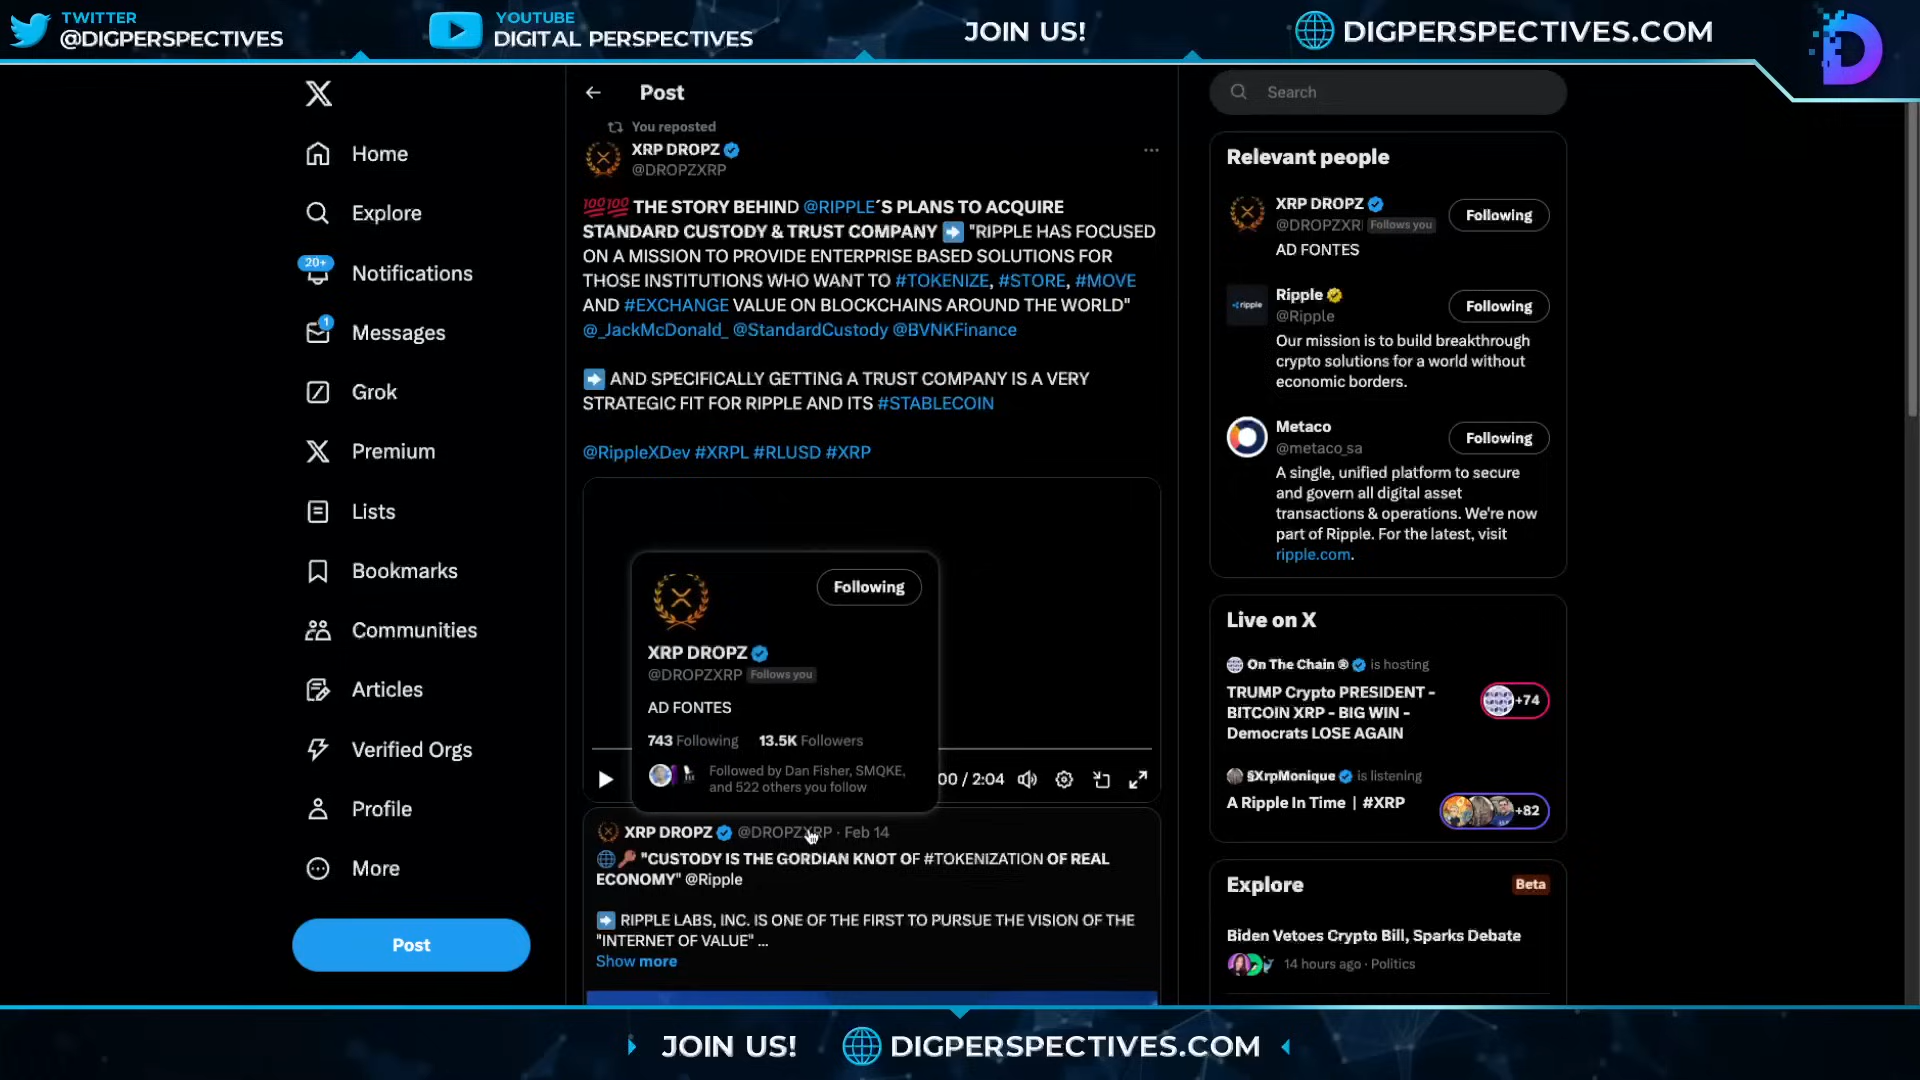 TWITTER
@DIGPERSPECTIVES
YOUTUBE
DIGITAL PERSPECTIVES
JOIN US!
DIGPERSPECTIVES.COM
Home
Explore
20+
Notifications
1
Messages
Grok
Premium
Lists
Bookmarks
Communities
Articles
Verified Orgs
Profile
More
Post
Post
You reposted
XRP DROPZ
@DROPZXRP
💯💯 THE STORY BEHIND @RIPPLE´S PLANS TO ACQUIRE
STANDARD CUSTODY & TRUST COMPANY ➡️ "RIPPLE HAS FOCUSED
ON A MISSION TO PROVIDE ENTERPRISE BASED SOLUTIONS FOR
THOSE INSTITUTIONS WHO WANT TO #TOKENIZE, #STORE, #MOVE
AND #EXCHANGE VALUE ON BLOCKCHAINS AROUND THE WORLD"
@_JackMcDonald_ @StandardCustody @BVNKFinance
➡️ AND SPECIFICALLY GETTING A TRUST COMPANY IS A VERY
STRATEGIC FIT FOR RIPPLE AND ITS #STABLECOIN
@RippleXDev #XRPL #RLUSD #XRP
Following
XRP DROPZ
@DROPZXRP Follows you
AD FONTES
743 Following 13.5K Followers
Followed by Dan Fisher, SMQKE,
and 522 others you follow
00 / 2:04
XRP DROPZ @DROPZXRP · Feb 14
🌐🔑 "CUSTODY IS THE GORDIAN KNOT OF #TOKENIZATION OF REAL
ECONOMY" @Ripple
➡️ RIPPLE LABS, INC. IS ONE OF THE FIRST TO PURSUE THE VISION OF THE
"INTERNET OF VALUE" ...
Show more
Search
Relevant people
XRP DROPZ
@DROPZXR Follows you
Following
AD FONTES
ripple
Ripple
@Ripple
Following
Our mission is to build breakthrough
crypto solutions for a world without
economic borders.
Metaco
@metaco_sa
Following
A single, unified platform to secure
and govern all digital asset
transactions & operations. We're now
part of Ripple. For the latest, visit
ripple.com.
Live on X
On The Chain ® is hosting
TRUMP Crypto PRESIDENT -
BITCOIN XRP - BIG WIN -
Democrats LOSE AGAIN
+74
§XrpMonique is listening
A Ripple In Time | #XRP
+82
Explore
Beta
Biden Vetoes Crypto Bill, Sparks Debate
14 hours ago · Politics
JOIN US!
DIGPERSPECTIVES.COM